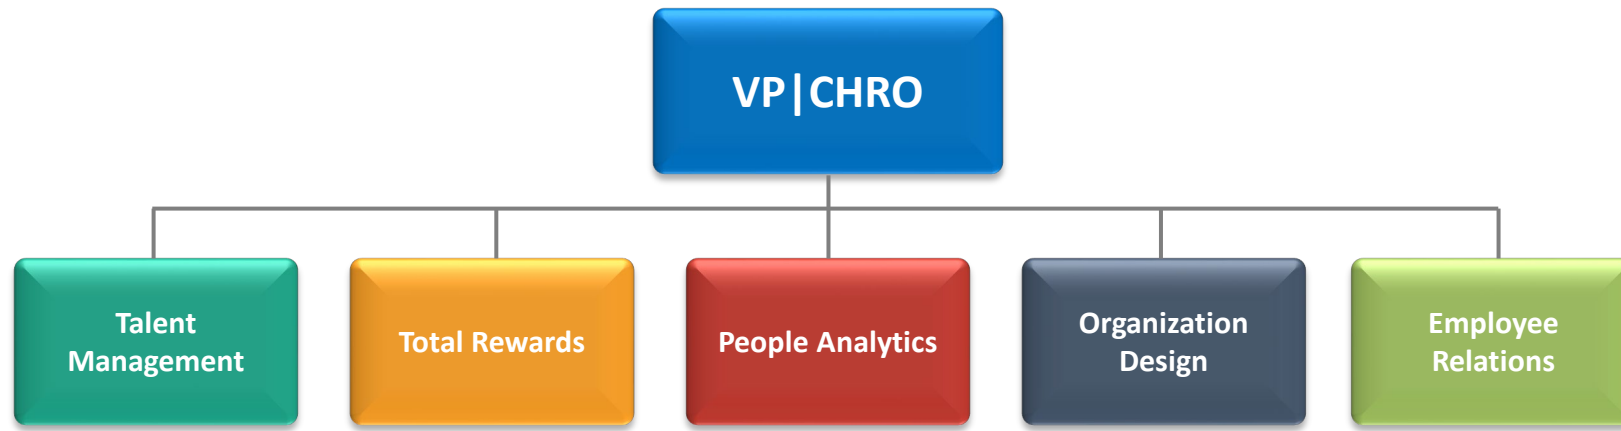 VP|CHRO
Talent
Management
Total Rewards
People Analytics
Organization
Design
Employee
Relations